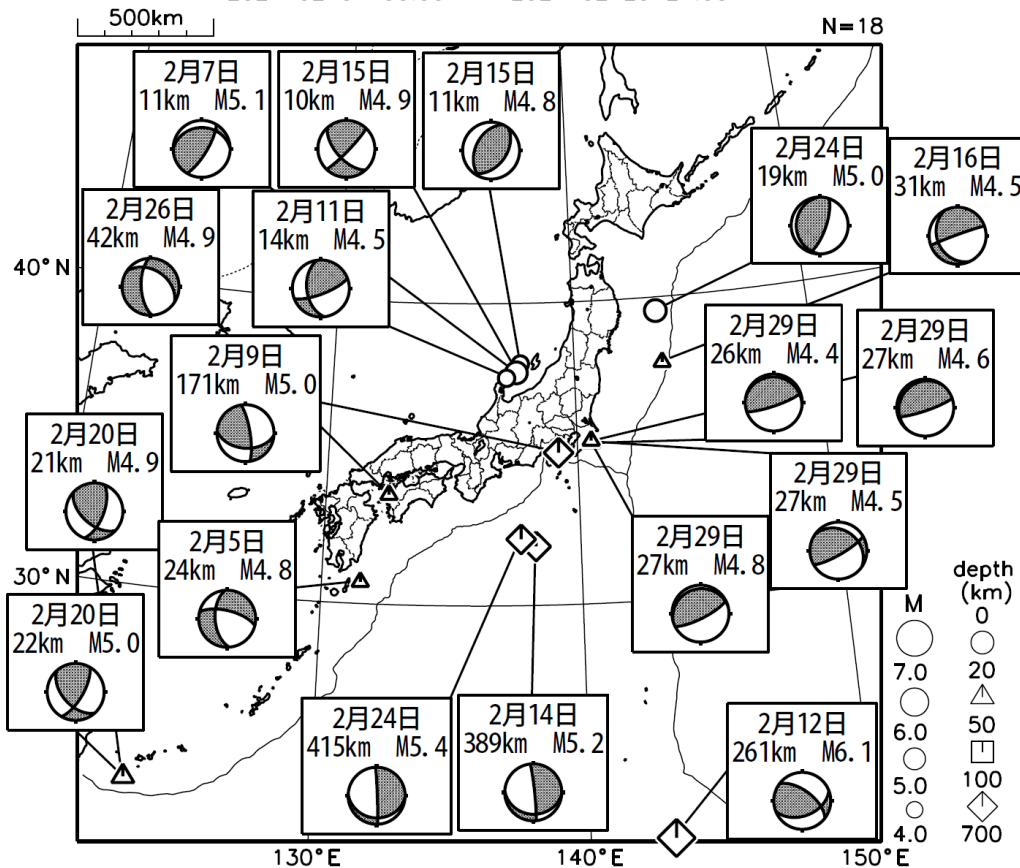 500km
N=18
2月7日
11km M5.1
2月15日
10km M4.9
2月15日
11km M4.8
2月24日
19km M5.0
2月16日
31km M4.5
2月26日
42km M4.9
2月11日
14km M4.5
40°N
2月29日
26km M4.4
2月29日
27km M4.6
2月9日
171km M5.0
2月20日
21km M4.9
2月29日
27km M4.5
2月5日
24km M4.8
2月29日
27km M4.8
30°N
2月20日
22km M5.0
2月24日
415km M5.4
2月14日
389km M5.2
2月12日
261km M6.1
M
7.0
6.0
5.0
4.0
depth
(km)
0
20
50
100
700
130°E
140°E
150°E